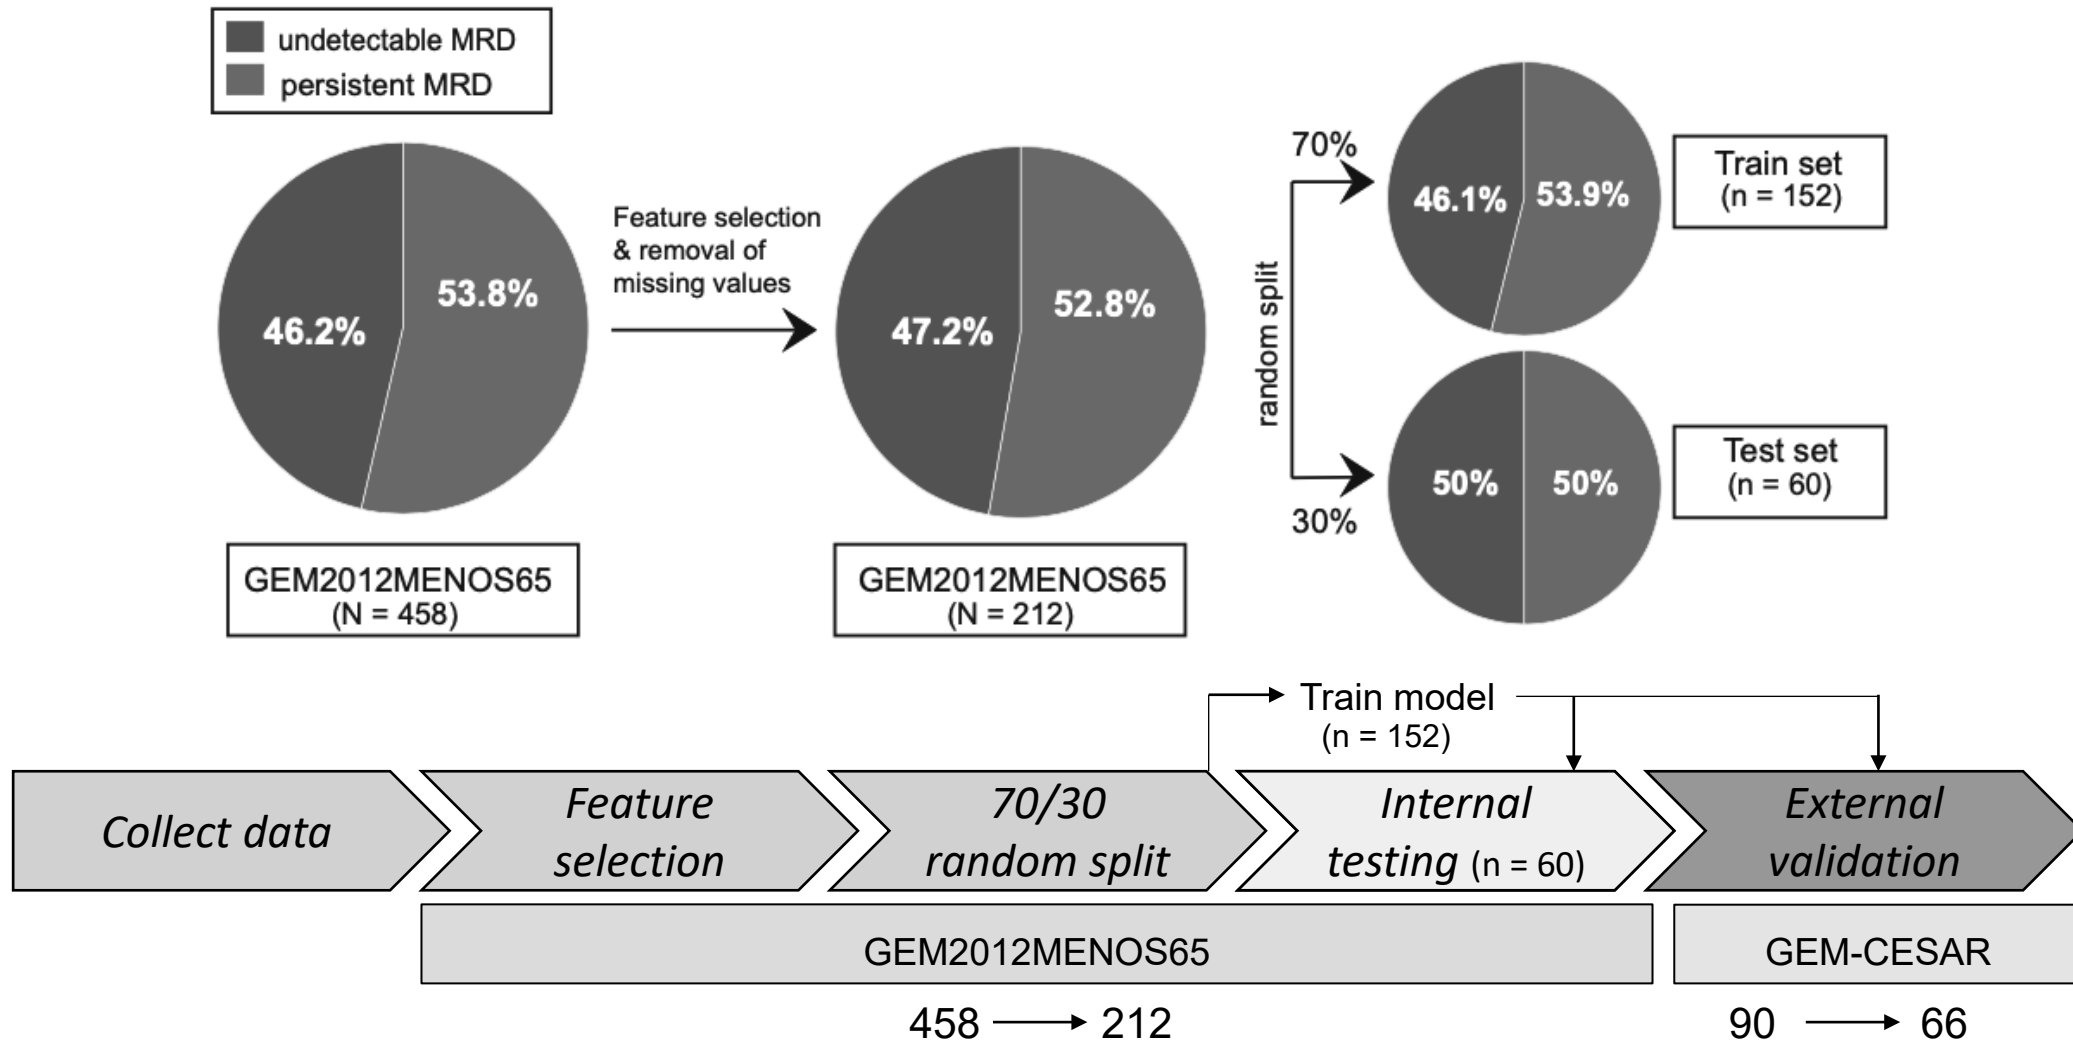 undetectable MRD
persistent MRD
46.2%
53.8%
GEM2012MENOS65
(N = 458)
Feature selection
& removal of
missing values
47.2%
52.8%
GEM2012MENOS65
(N = 212)
random split
70%
46.1%
53.9%
Train set
(n = 152)
30%
50%
50%
Test set
(n = 60)
Train model
(n = 152)
Collect data
Feature
selection
70/30
random split
Internal
testing (n = 60)
External
validation
GEM2012MENOS65
GEM-CESAR
458 → 212
90 → 66